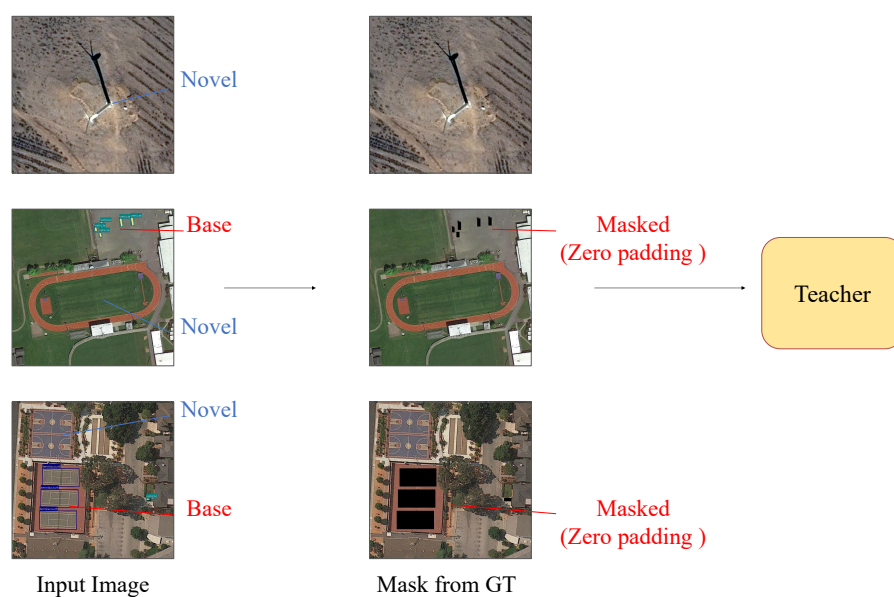 Novel
Base
Masked
(Zero padding )
Teacher
Novel
Novel
Base
Masked
(Zero padding )
Input Image
Mask from GT